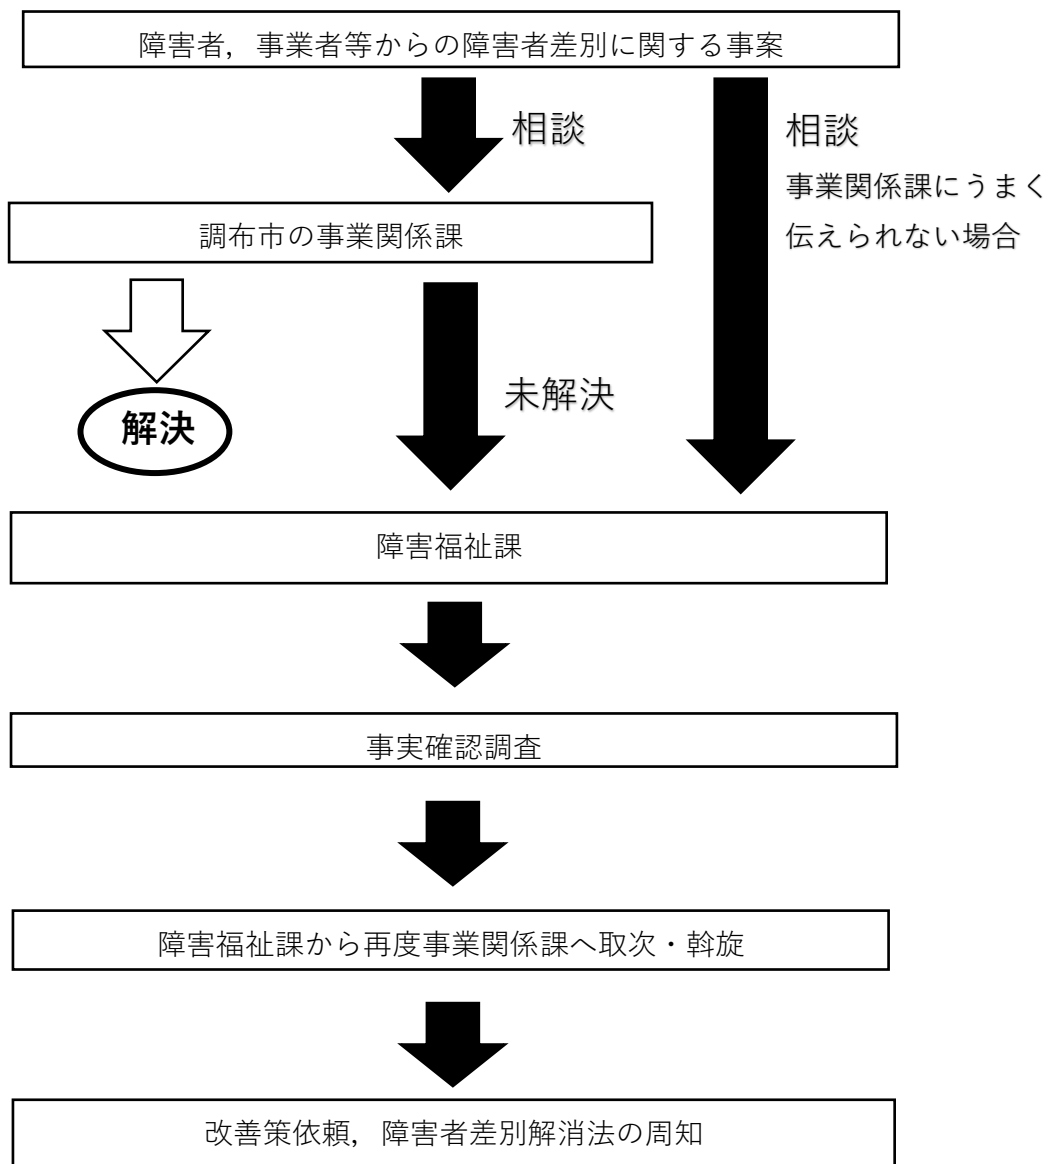 障害者，事業者等からの障害者差別に関する事案
相談
相談
事業関係課にうまく
伝えられない場合
調布市の事業関係課
未解決
解決
障害福祉課
事実確認調査
障害福祉課から再度事業関係課へ取次・斡旋
改善策依頼，障害者差別解消法の周知